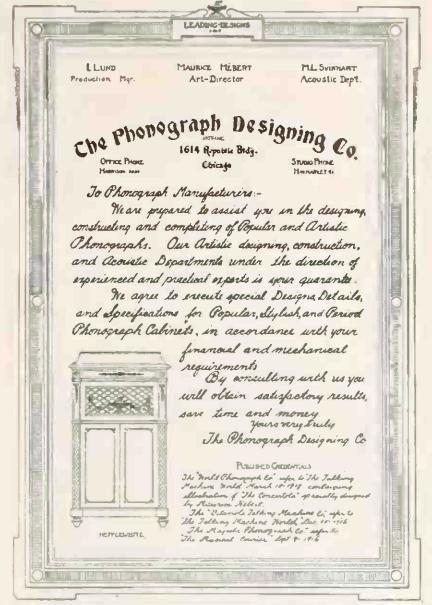 LEADING DESIGNS
I. LUND
Production Mgr.
MAURICE HEBERT
Art-Director
M.L. SVINHART
Acoustic Dept.
The Phonograph Designing Co.
1614 Republic Bldg.
Chicago
OFFICE PHONE
HARRISON
STUDIO PHONE
HAYMARKET 41
To Phonograph Manufacturers:-
We are prepared to assist you in the designing,
constructing and completing of Popular and Artistic
Phonographs. Our Artistic designing, construction,
and Acoustic Departments under the direction of
experienced and practical experts is your guarantee.
We agree to execute special Designs, Details,
and Specifications for Popular, Stylish, and Period
Phonograph Cabinets, in accordance with your
financial and mechanical
requirements
By consulting with us you
will obtain satisfactory results,
save time and money
Yours very truly
The Phonograph Designing Co
HEPPLEWHITE
PUBLISHED CREDENTIALS
The "World Phonograph Co" refer to The Talking
Machine World March 15-1917 containing
illustration of "The Concertola" specially designed
by Maurice Hebert.
The Talking Machine Co refer to
The Talking Machine World, Dec 15-1916
The Majestic Phonograph Co refer to
The Musical Courier Sept 9-1916